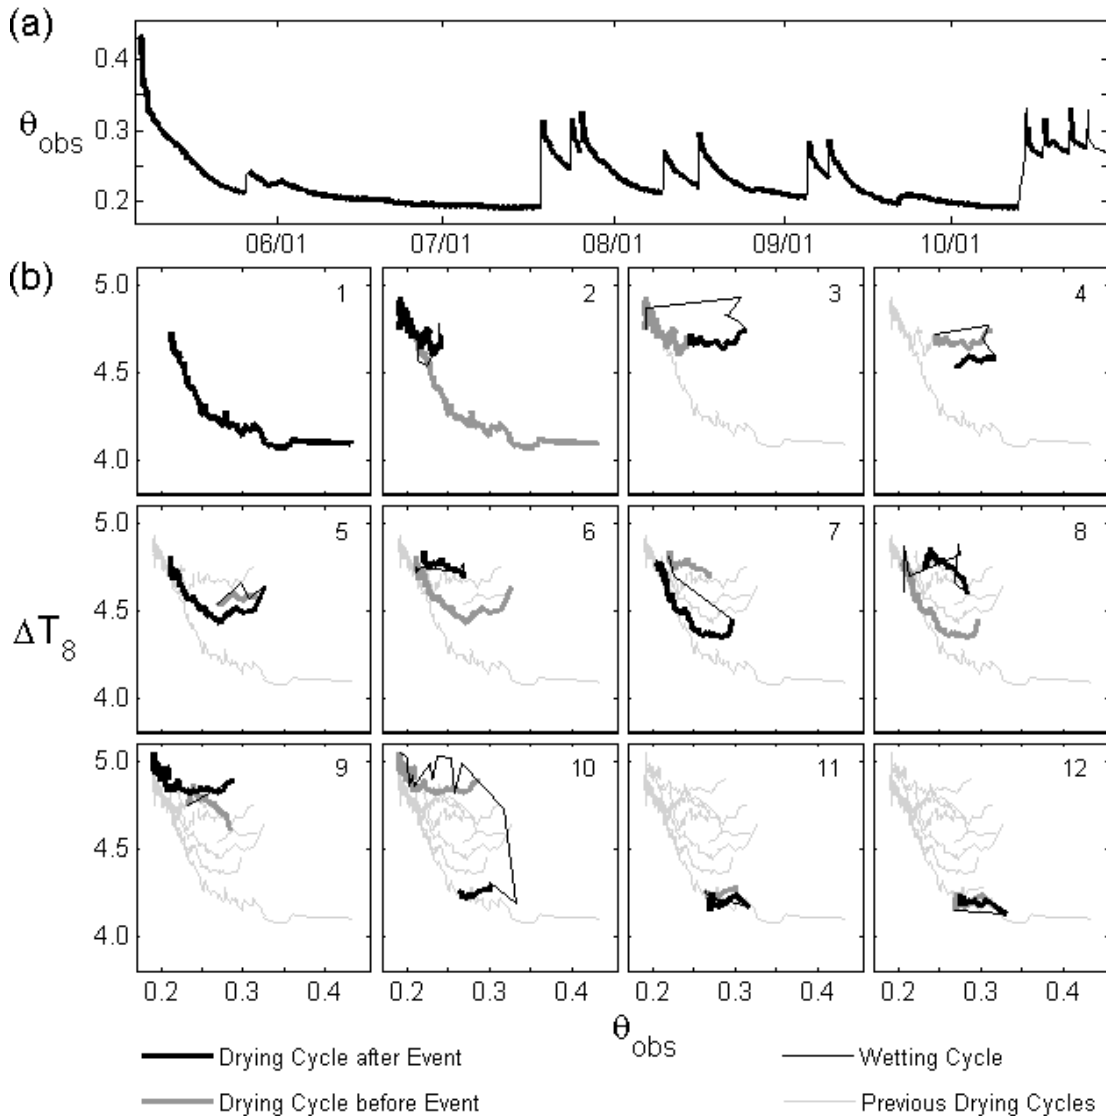 (a)
0.4
0.3
0.2
θobs
06/01 07/01 08/01 09/01 10/01
(b)
5.0
4.5
4.0
1 2 3 4
5.0
4.5
4.0
5 6 7 8
ΔT8
5.0
4.5
4.0
9 10 11 12
0.2 0.3 0.4 0.2 0.3 0.4 0.2 0.3 0.4 0.2 0.3 0.4
θobs
Drying Cycle after Event
Wetting Cycle
Drying Cycle before Event
Previous Drying Cycles